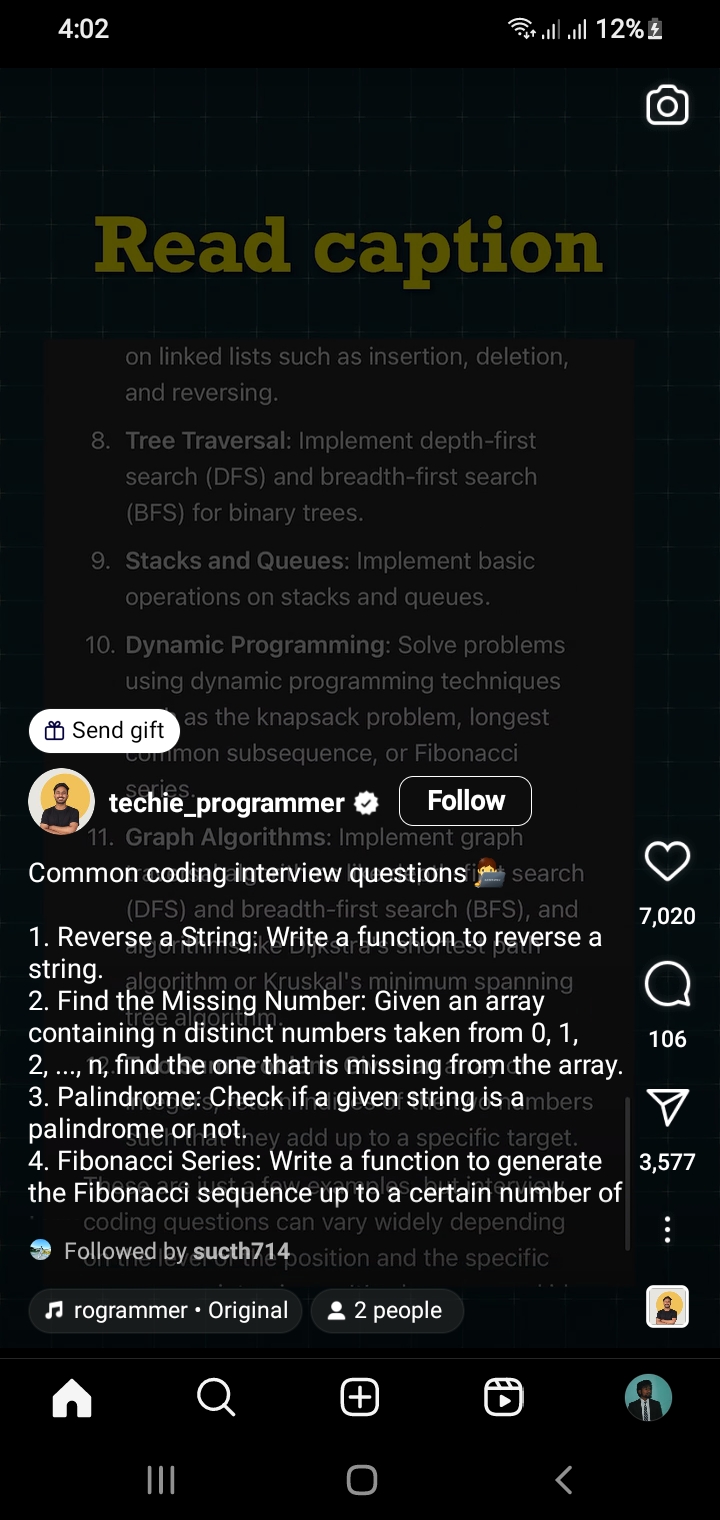 4:02
12%
Read caption
on linked lists such as insertion, deletion,
and reversing.
8. Tree Traversal: Implement depth-first
search (DFS) and breadth-first search
(BFS) for binary trees.
9. Stacks and Queues: Implement basic
operations on stacks and queues.
10. Dynamic Programming: Solve problems
using dynamic programming techniques
as the knapsack problem, longest
Send gift
common subsequence, or Fibonacci
series.
techie_programmer
Follow
11. Graph Algorithms: Implement graph
search
Common coding interview questions
(DFS) and breadth-first search (BFS), and
7,020
1. Reverse a String: Write a function to reverse a
string.
algorithms like Dijkstra's shortest path
algorithm or Kruskal's minimum spanning
tree algorithm.
2. Find the Missing Number: Given an array
containing n distinct numbers taken from 0, 1,
2, ..., n, find the one that is missing from the array.
106
3. Palindrome: Check if a given string is a
palindrome or not.
integers, return indices of the two numbers
such that they add up to a specific target.
4. Fibonacci Series: Write a function to generate
the Fibonacci sequence up to a certain number of
3,577
These are just a few examples, but interview
coding questions can vary widely depending
on the level of the position and the specific
Followed by sucth714
rogrammer • Original
2 people